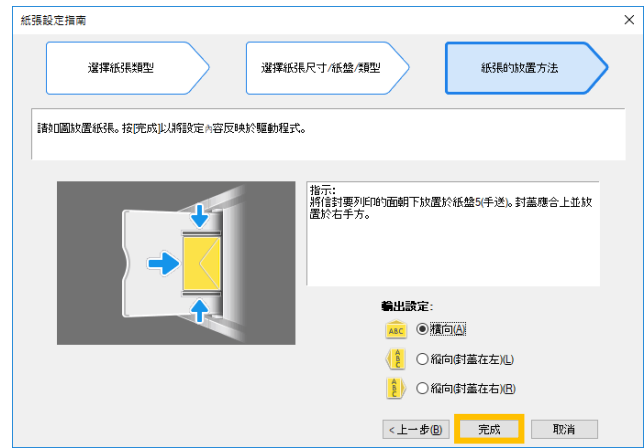 紙張設定指南
選擇紙張類型
選擇紙張尺寸/紙盤/類型
紙張的放置方法
請如圖放置紙張。按[完成]以將設定內容反映於驅動程式。
指示:
將信封要列印的面朝下放置於紙盤5(手送)。封蓋應合上並放
置於右手方。
輸出設定:
ABC
橫向(A)
ABC
縱向(封蓋在左)(L)
ABC
縱向(封蓋在右)(R)
<上一步(B)
完成
取消